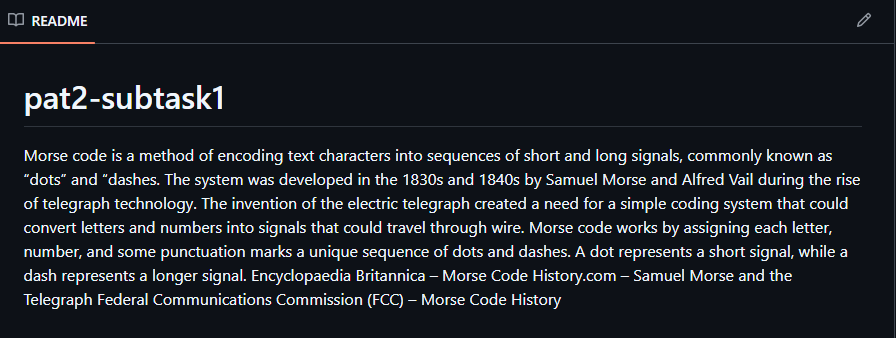 README
pat2-subtask1
Morse code is a method of encoding text characters into sequences of short and long signals, commonly known as
“dots” and “dashes. The system was developed in the 1830s and 1840s by Samuel Morse and Alfred Vail during the rise
of telegraph technology. The invention of the electric telegraph created a need for a simple coding system that could
convert letters and numbers into signals that could travel through wire. Morse code works by assigning each letter,
number, and some punctuation marks a unique sequence of dots and dashes. A dot represents a short signal, while a
dash represents a longer signal. Encyclopaedia Britannica – Morse Code History.com – Samuel Morse and the
Telegraph Federal Communications Commission (FCC) – Morse Code History